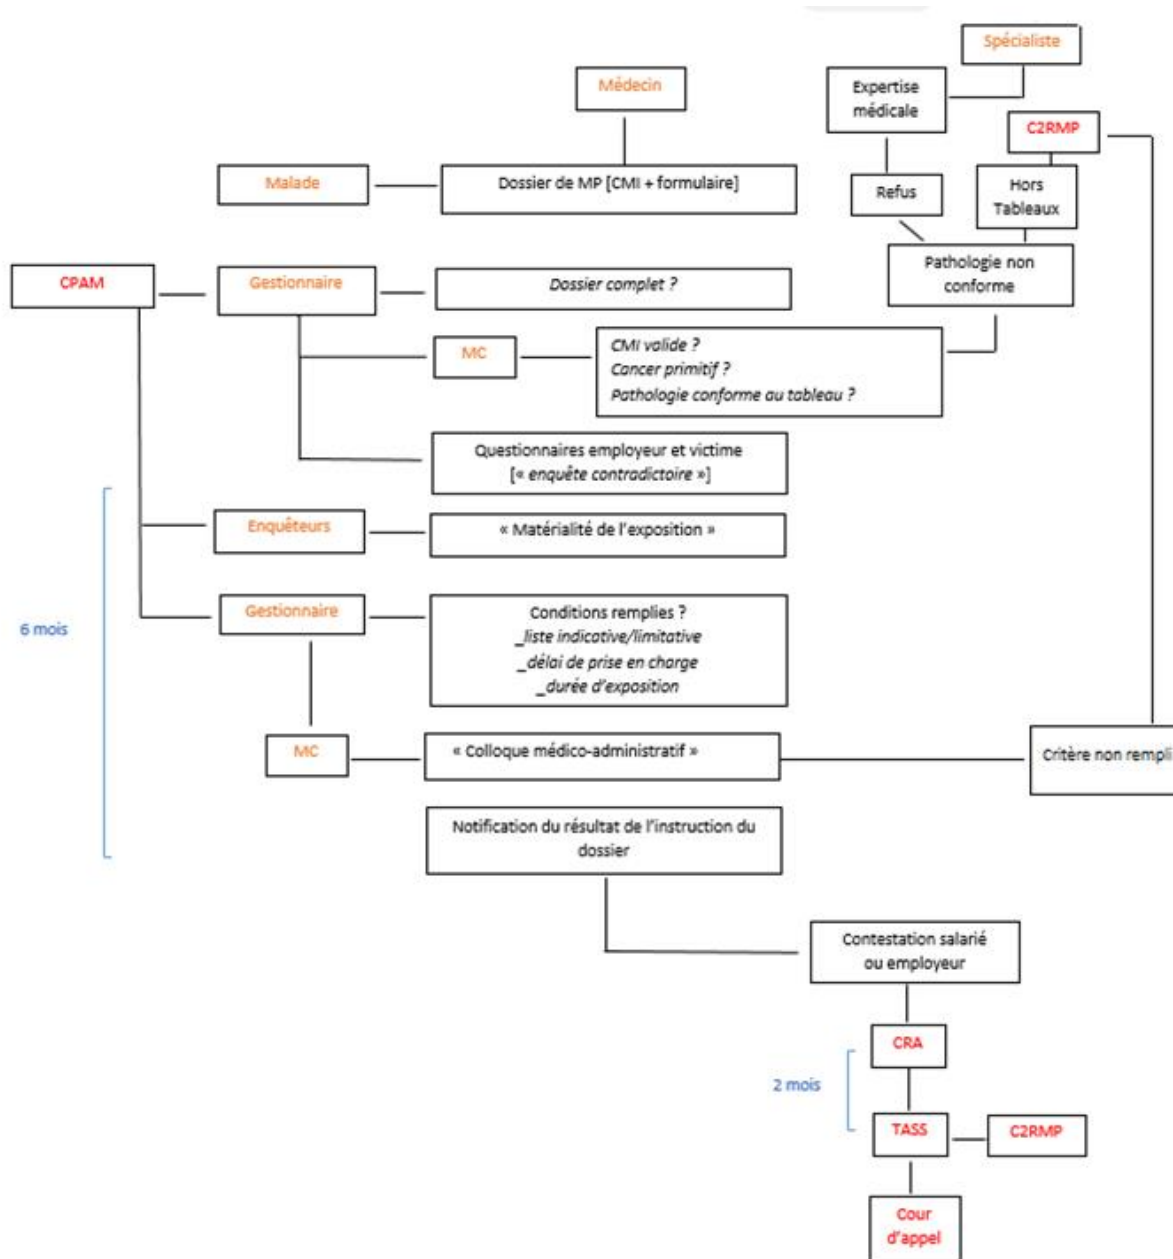 Spécialiste
Médecin
Expertise
médicale
C2RMP
Malade
Dossier de MP [CMI + formulaire]
Refus
Hors
Tableaux
CPAM
Gestionnaire
Dossier complet ?
Pathologie non
conforme
MC
CMI valide ?
Cancer primitif ?
Pathologie conforme au tableau ?
Questionnaires employeur et victime
[« enquête contradictoire »]
Enquêteurs
« Matérialité de l'exposition »
6 mois
Gestionnaire
Conditions remplies ?
_liste indicative/limitative
_délai de prise en charge
_durée d'exposition
MC
« Colloque médico-administratif »
Critère non rempli
Notification du résultat de l'instruction du
dossier
Contestation salarié
ou employeur
CRA
2 mois
TASS
C2RMP
Cour
d'appel